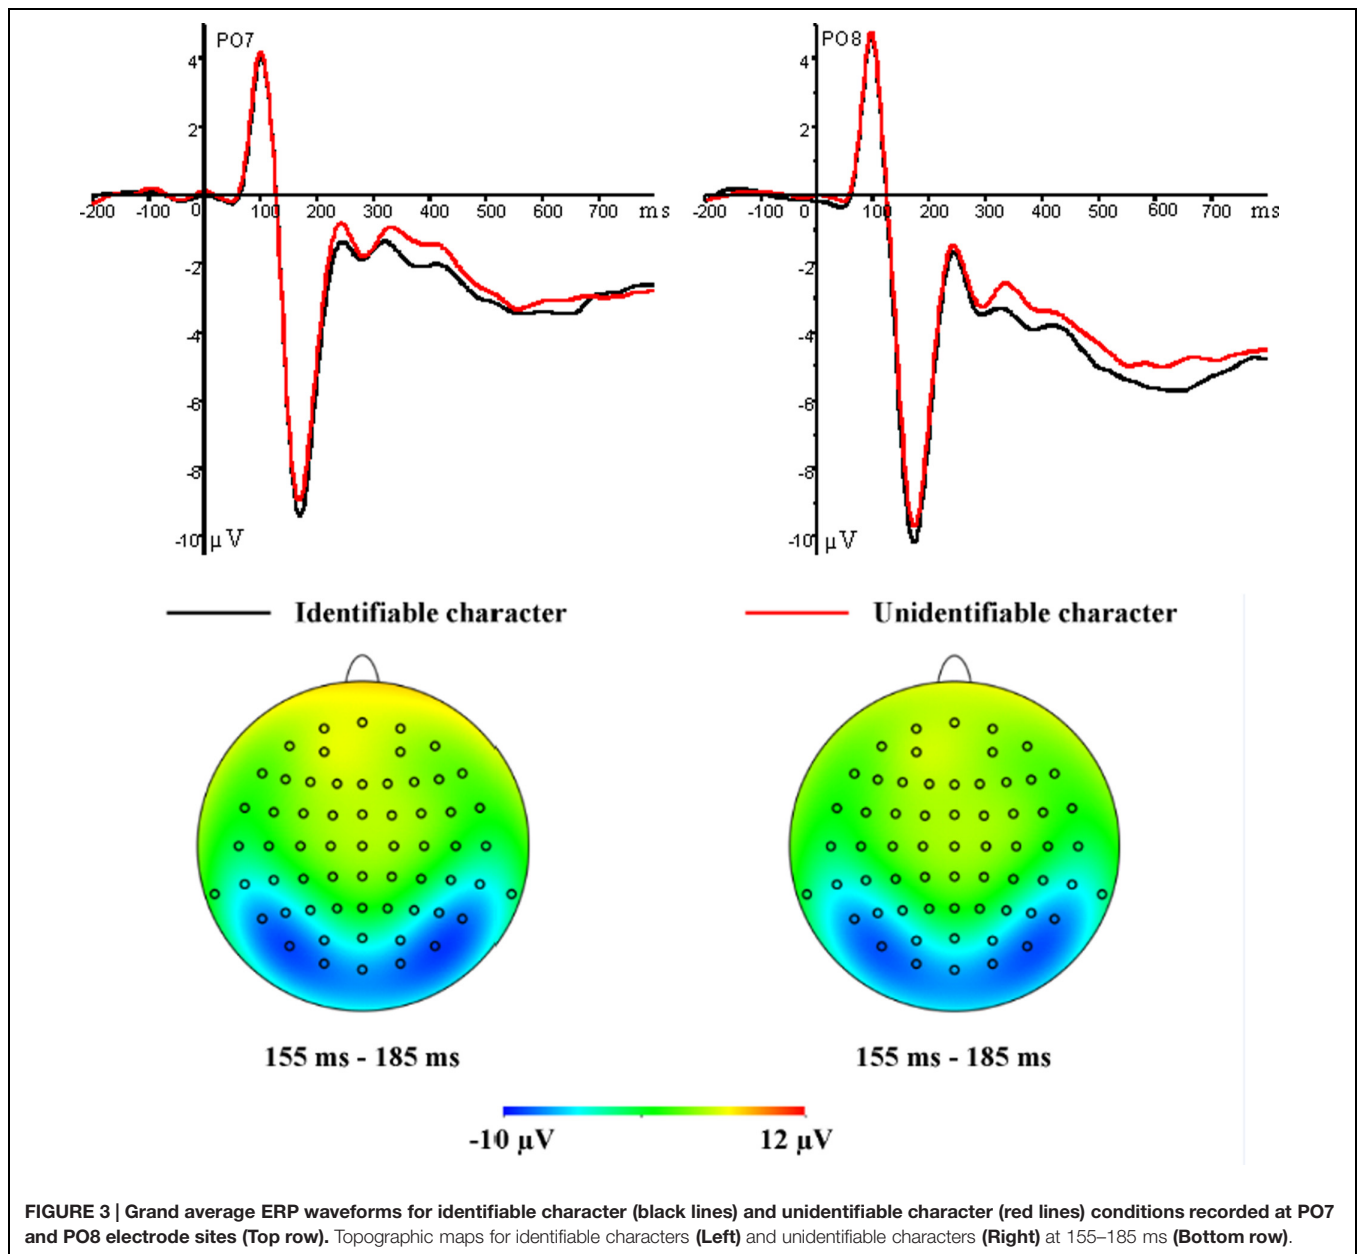 PO7
PO8
4
2
-2
-4
-6
-8
-10
µV
-200 -100 0 100 200 300 400 500 600 700 ms
4
2
-2
-4
-6
-8
-10
µV
-200 -100 0 100 200 300 400 500 600 700 ms
Identifiable character
Unidentifiable character
155 ms - 185 ms
155 ms - 185 ms
-10 µV
12 µV
FIGURE 3 | Grand average ERP waveforms for identifiable character (black lines) and unidentifiable character (red lines) conditions recorded at PO7
and PO8 electrode sites (Top row). Topographic maps for identifiable characters (Left) and unidentifiable characters (Right) at 155–185 ms (Bottom row).